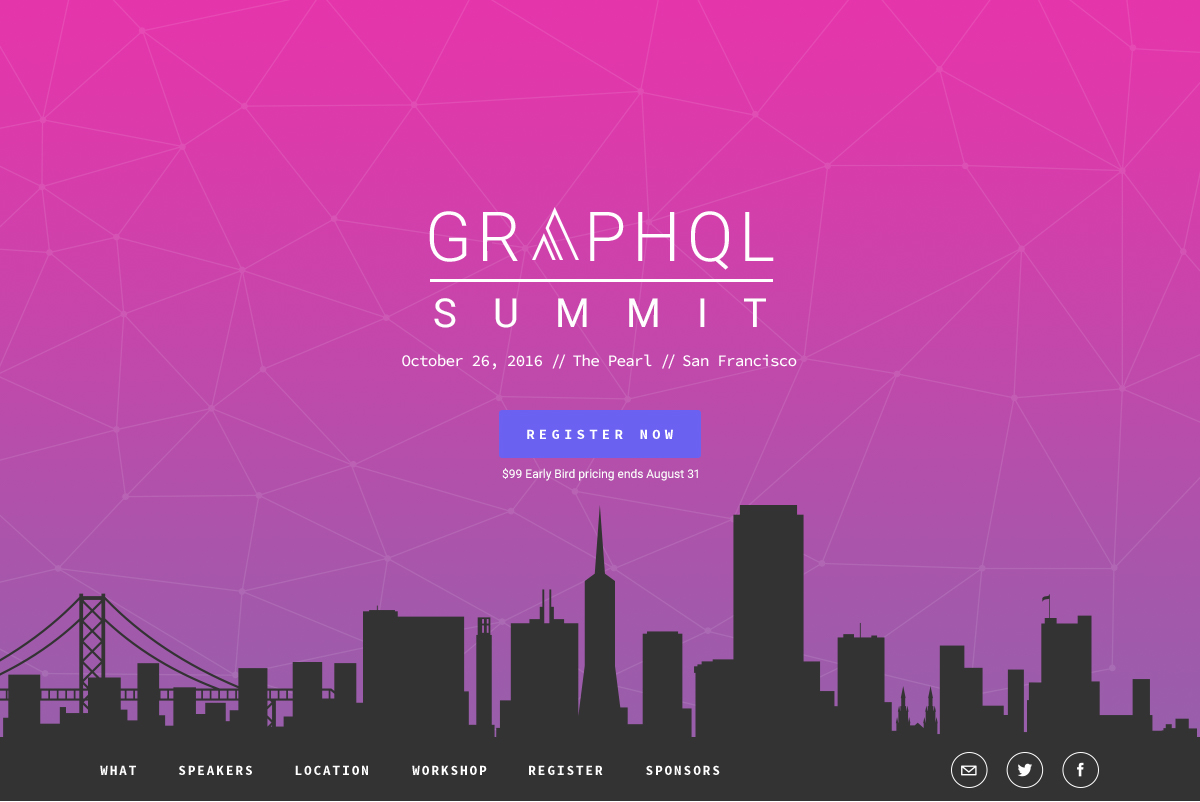 GRAPHQL
SUMMIT
October 26, 2016 // The Pearl // San Francisco
REGISTER NOW
$99 Early Bird pricing ends August 31
WHAT SPEAKERS LOCATION WORKSHOP REGISTER SPONSORS